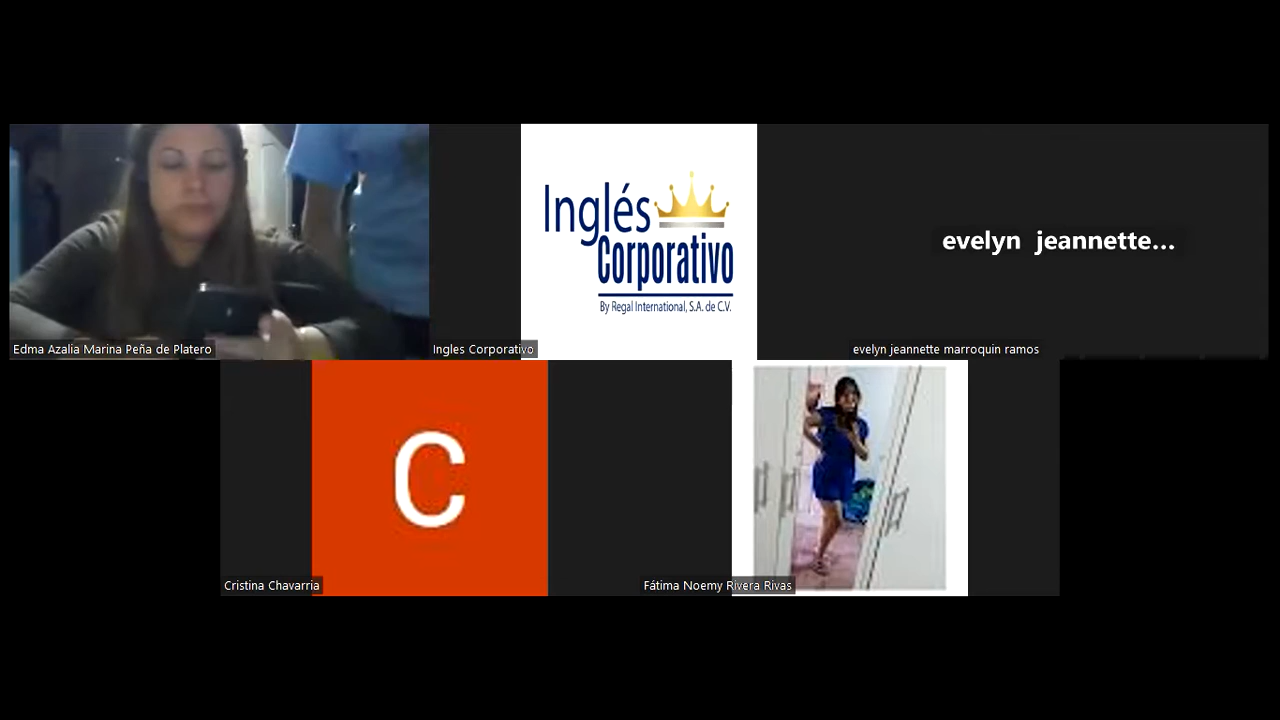 Inglés
Corporativo
By Regal International, S.A. de C.V.
evelyn jeannette...
Edma Azalia Marina Peña de Platero
Ingles Corporativo
evelyn jeannette marroquin ramos
C
Cristina Chavarria
Fátima Noemy Rivera Rivas